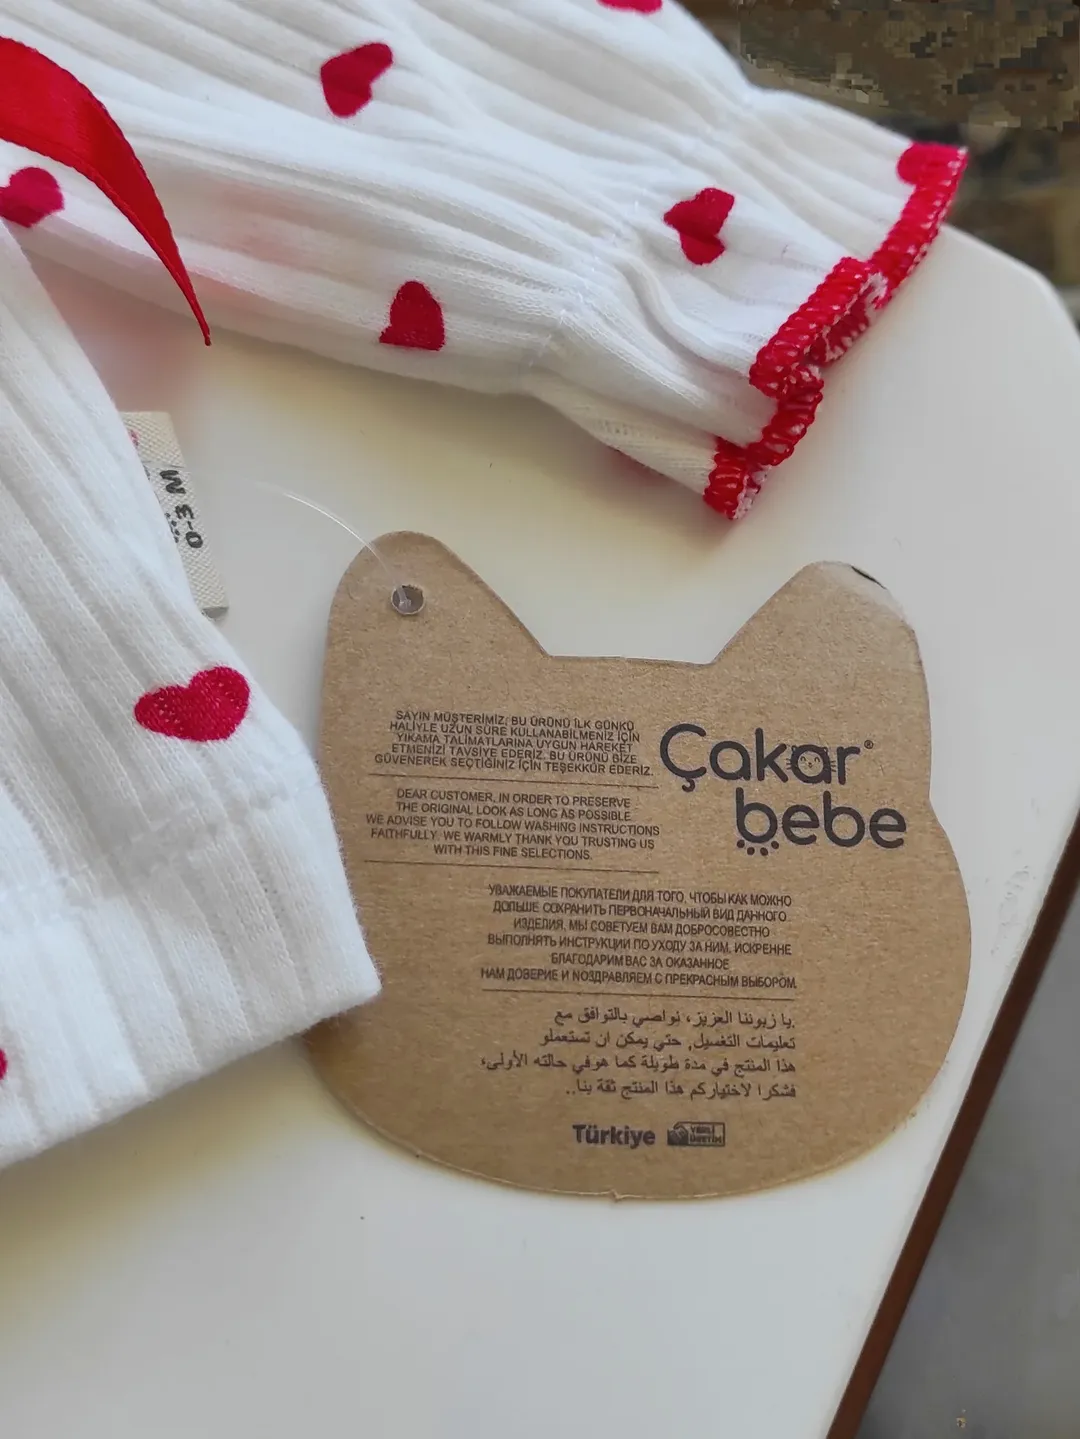 0-3 M
SAYIN MÜŞTERİMİZ; BU ÜRÜNÜ İLK GÜNKÜ
HALİYLE UZUN SÜRE KULLANABİLMENİZ İÇİN
YIKAMA TALİMATLARINA UYGUN HAREKET
ETMENİZİ TAVSİYE EDERİZ. BU ÜRÜNÜ BİZE
GÜVENEREK SEÇTİĞİNİZ İÇİN TEŞEKKÜR EDERİZ.
Çakar®
bebe
DEAR CUSTOMER, IN ORDER TO PRESERVE
THE ORIGINAL LOOK AS LONG AS POSSIBLE
WE ADVISE YOU TO FOLLOW WASHING INSTRUCTIONS
FAITHFULLY. WE WARMLY THANK YOU TRUSTING US
WITH THIS FINE SELECTIONS.
УВАЖАЕМЫЕ ПОКУПАТЕЛИ ДЛЯ ТОГО, ЧТОБЫ КАК МОЖНО
ДОЛЬШЕ СОХРАНИТЬ ПЕРВОНАЧАЛЬНЫЙ ВИД ДАННОГО
ИЗДЕЛИЯ, МЫ СОВЕТУЕМ ВАМ ДОБРОСОВЕСТНО
ВЫПОЛНЯТЬ ИНСТРУКЦИИ ПО УХОДУ ЗА НИМ. ИСКРЕННЕ
БЛАГОДАРИМ ВАС ЗА ОКАЗАННОЕ
НАМ ДОВЕРИЕ И NОЗДРАВЛЯЕМ С ПРЕКРАСНЫМ ВЫБОРОМ.
يا زبوننا العزيز، نواصي بالتوافق مع.
تعليمات التغسيل, حتي يمكن ان تستعملو
هذا المنتج في مدة طويلة كما هوفي حالته الأولى،
فشكرا لاختياركم هذا المنتج ثقة بنا..
Türkiye
YERLİ
ÜRETİM